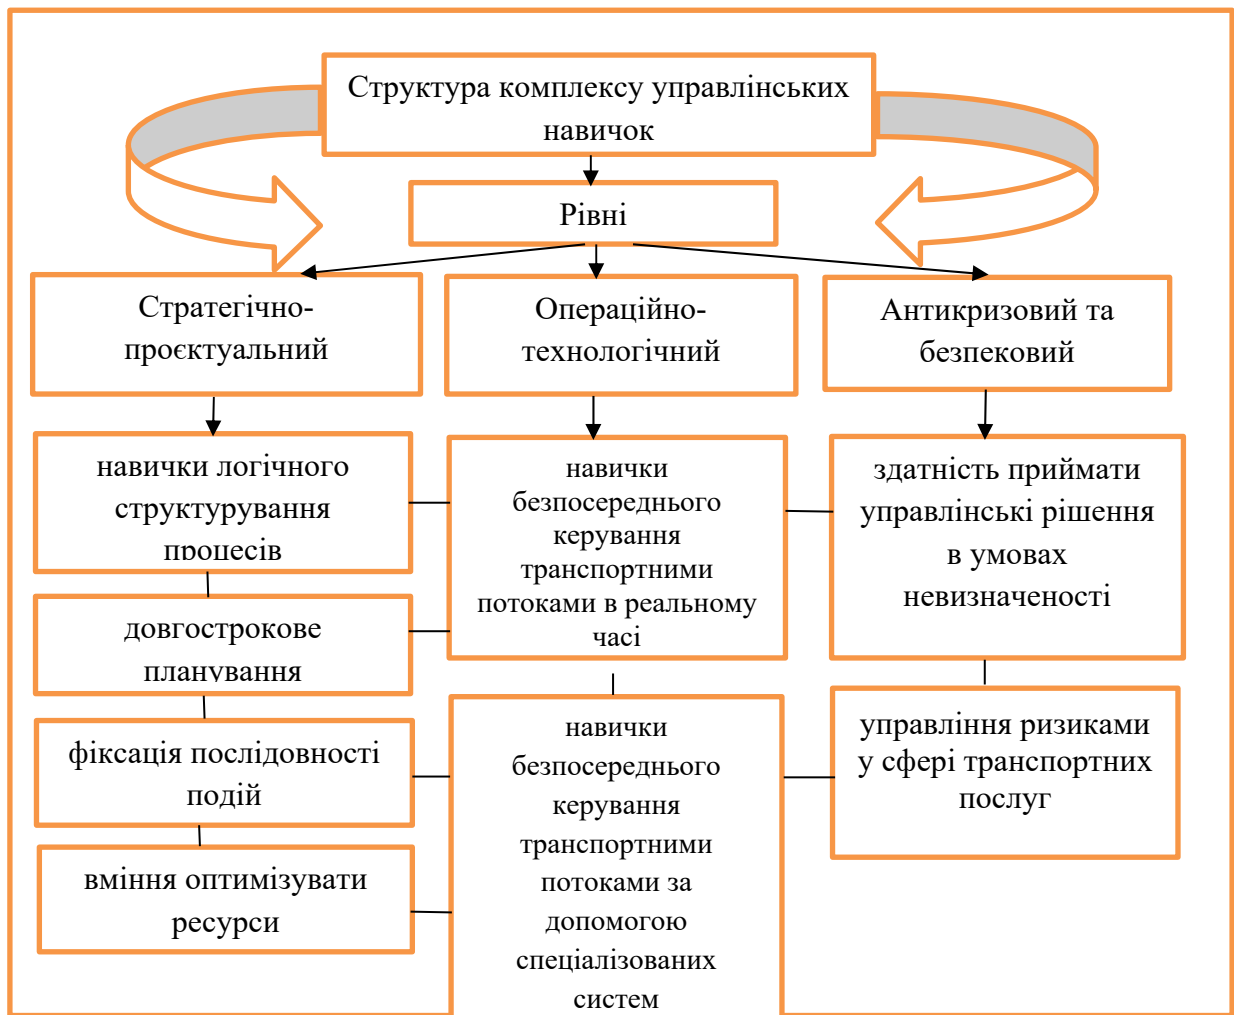 Структура комплексу управлінських
навичок
Рівні
Стратегічно-
проєктуальний
Операційно-
технологічний
Антикризовий та
безпековий
навички логічного
структурування
процесів
довгострокове
планування
фіксація послідовності
подій
вміння оптимізувати
ресурси
навички
безпосереднього
керування
транспортними
потоками в реальному
часі
навички
безпосереднього
керування
транспортними
потоками за
допомогою
спеціалізованих
систем
здатність приймати
управлінські рішення
в умовах
невизначеності
управління ризиками
у сфері транспортних
послуг